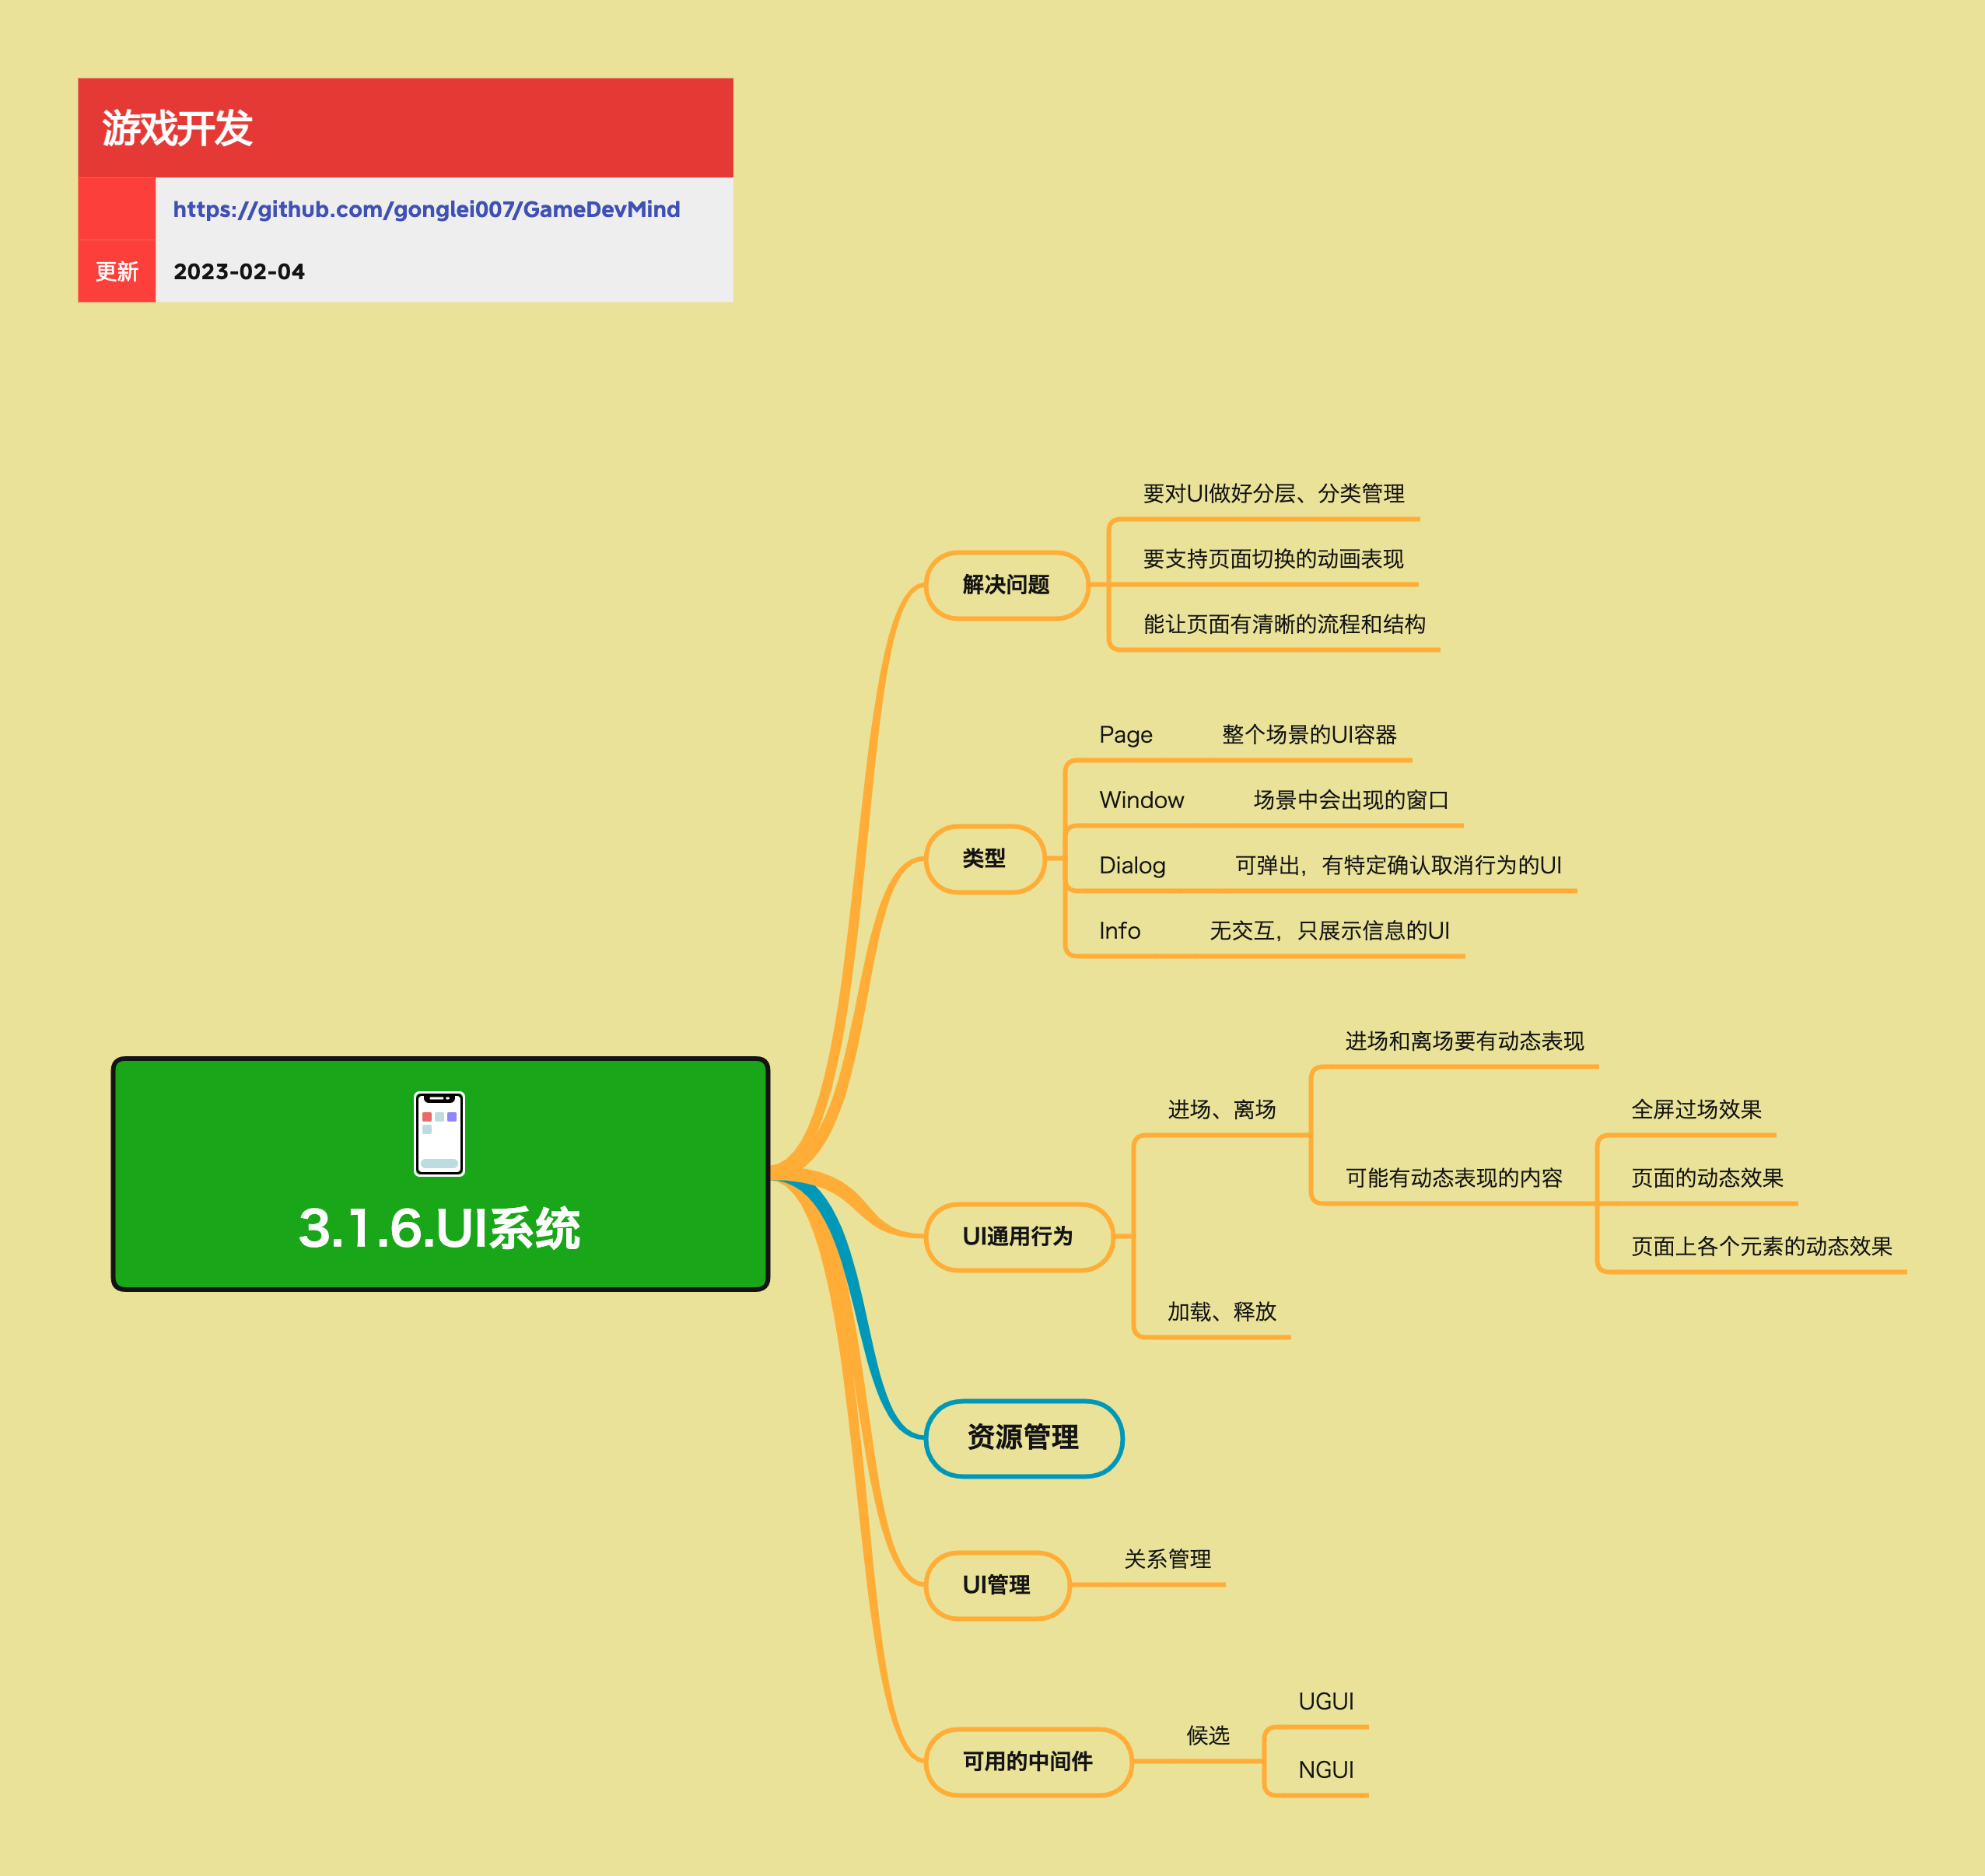 游戏开发
https://github.com/gonglei007/GameDevMind
更新 2023-02-04
3.1.6.UI系统
解决问题
要对UI做好分层、分类管理
要支持页面切换的动画表现
能让页面有清晰的流程和结构
类型
Page 整个场景的UI容器
Window 场景中会出现的窗口
Dialog 可弹出，有特定确认取消行为的UI
Info 无交互，只展示信息的UI
UI通用行为
进场、离场
进场和离场要有动态表现
可能有动态表现的内容
全屏过场效果
页面的动态效果
页面上各个元素的动态效果
加载、释放
资源管理
UI管理
关系管理
可用的中间件
候选
UGUI
NGUI